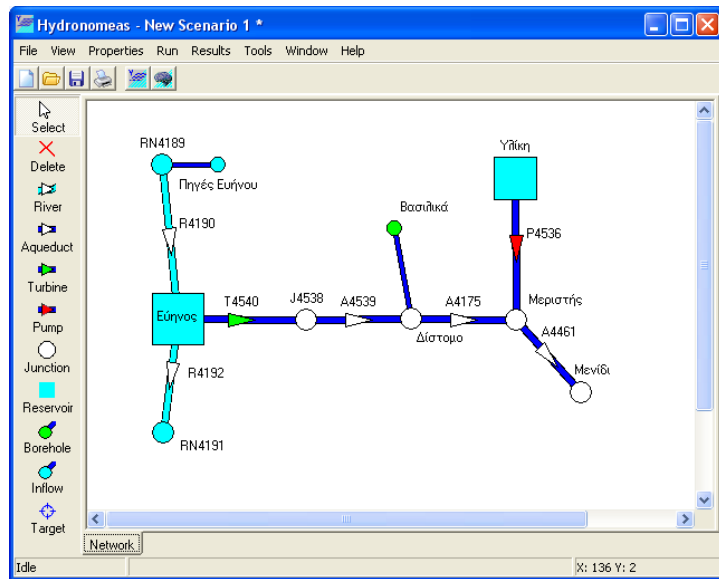 Hydronomeas - New Scenario 1 *
File View Properties Run Results Tools Window Help
Select
Delete
River
Aqueduct
Turbine
Pump
Junction
Reservoir
Borehole
Inflow
Target
RN4189
Πηγές Ευήνου
R4190
Υλίκη
Βασιλικά
P4536
T4540
J4538
A4539
A4175
Μεριστής
Εύηνος
Δίστομο
A4461
R4192
Μενίδι
RN4191
Network
Idle
X: 136 Y: 2